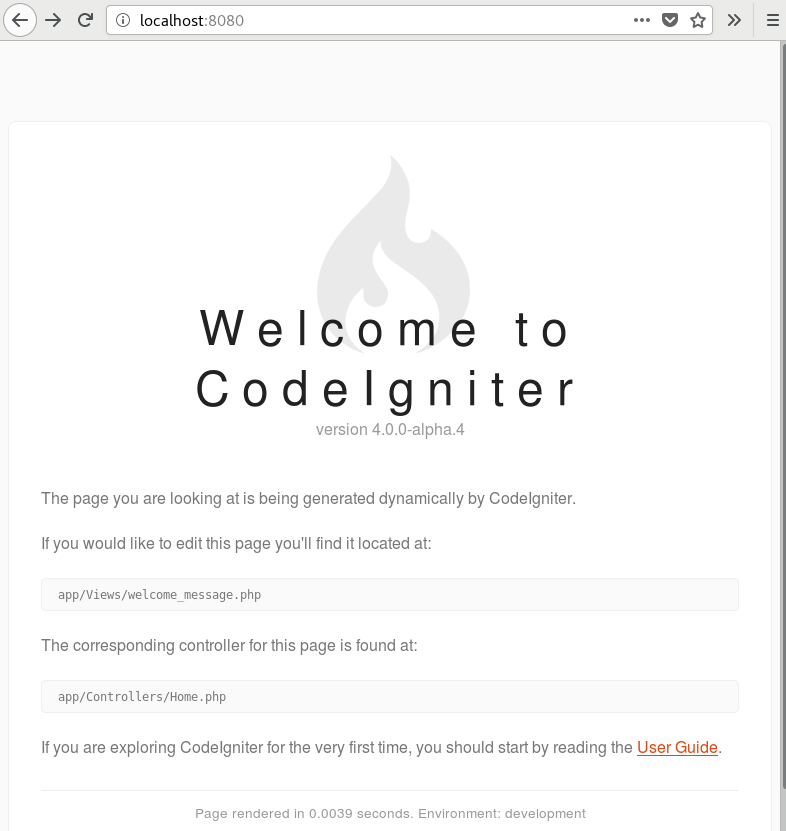 localhost:8080
Welcome to
CodeIgniter
version 4.0.0-alpha.4
The page you are looking at is being generated dynamically by CodeIgniter.
If you would like to edit this page you'll find it located at:
app/Views/welcome_message.php
The corresponding controller for this page is found at:
app/Controllers/Home.php
If you are exploring CodeIgniter for the very first time, you should start by reading the User Guide.
Page rendered in 0.0039 seconds. Environment: development